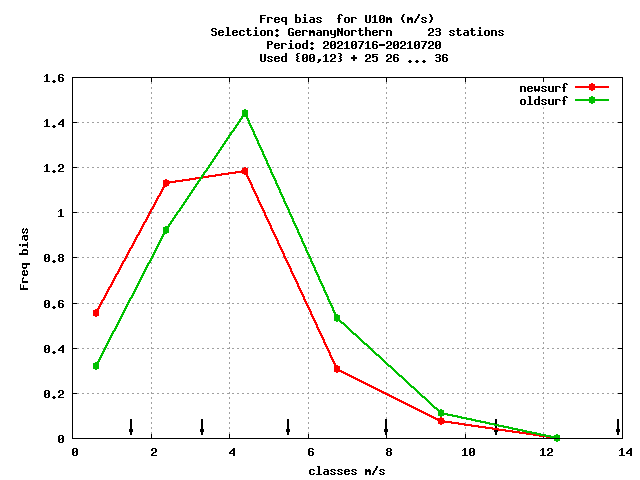 Freq bias  for U10m (m/s)
Selection: GermanyNorthern     23 stations
Period: 20210716-20210720
Used {00,12} + 25 26 ... 36
newsurf
oldsurf
1.6
1.4
1.2
1
0.8
0.6
0.4
0.2
0
Freq bias
0 2 4 6 8 10 12 14
classes m/s